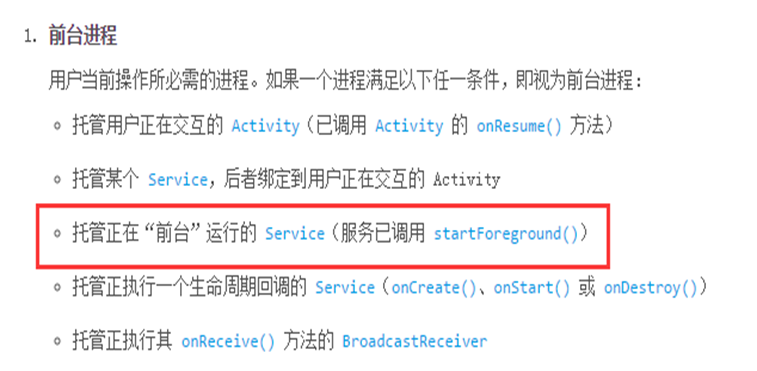 1. 前台进程
用户当前操作所必需的进程。如果一个进程满足以下任一条件，即视为前台进程：
托管用户正在交互的 Activity（已调用 Activity 的 onResume() 方法）
托管某个 Service，后者绑定到用户正在交互的 Activity
托管正在“前台”运行的 Service（服务已调用 startForeground()）
托管正执行一个生命周期回调的 Service（onCreate()、onStart() 或 onDestroy()）
托管正执行其 onReceive() 方法的 BroadcastReceiver